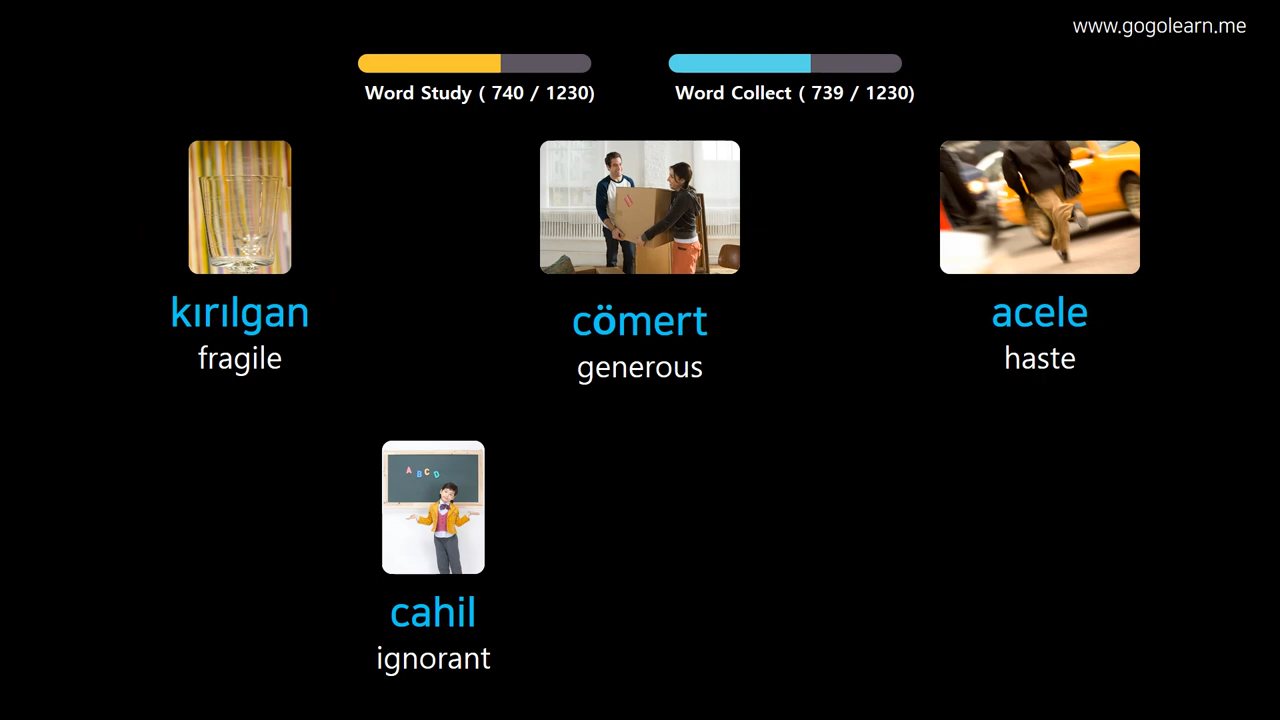 www.gogolearn.me
Word Study ( 740 / 1230)
Word Collect ( 739 / 1230)
kırılgan
fragile
cömert
generous
acele
haste
A B C D
cahil
ignorant